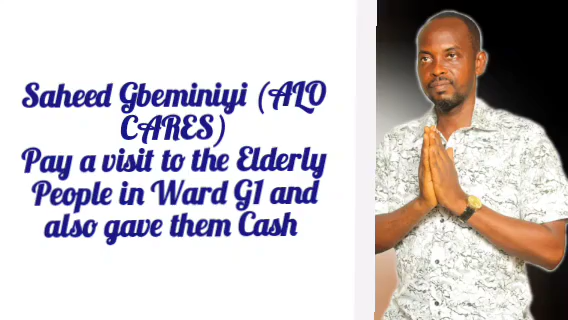 Saheed Gbeminiyi (ALO
CARES)
Pay a visit to the Elderly
People in Ward G1 and
also gave them Cash